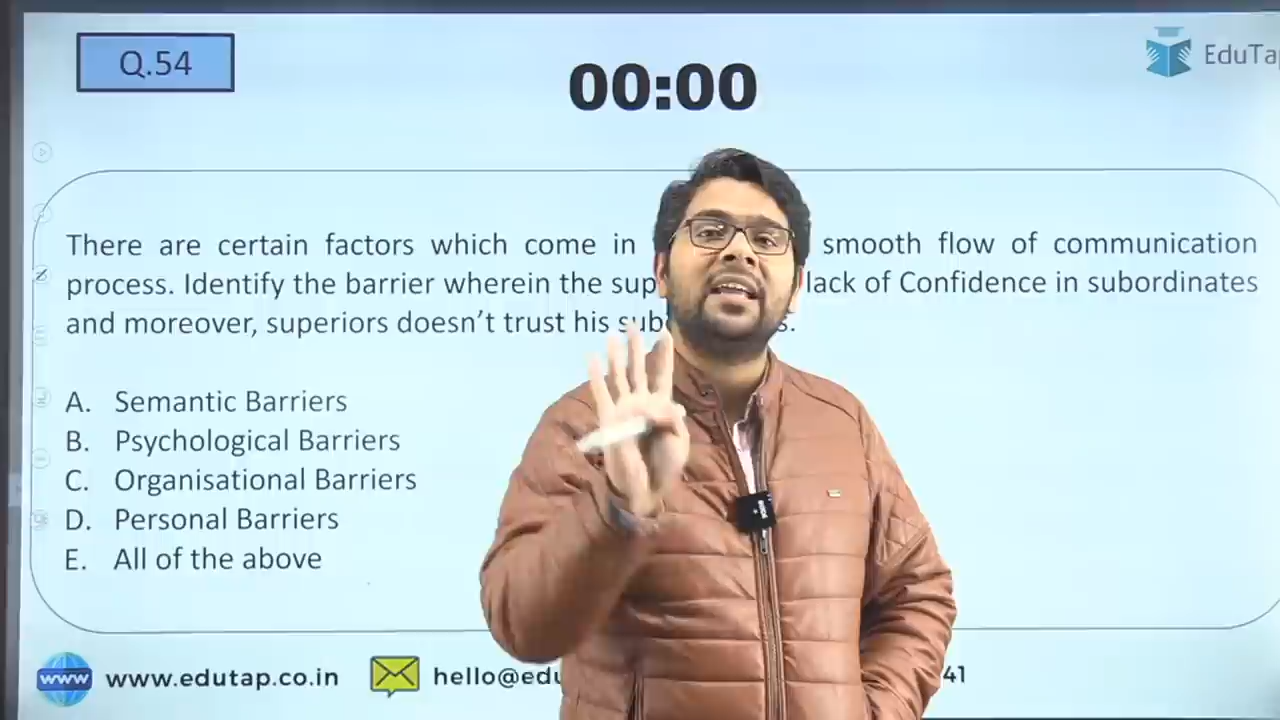 Q.54
00:00
EduTa
There are certain factors which come in smooth flow of communication
process. Identify the barrier wherein the lack of Confidence in subordinates
and moreover, superiors doesn't trust his
A. Semantic Barriers
B. Psychological Barriers
C. Organisational Barriers
D. Personal Barriers
E. All of the above
www www.edutap.co.in hello@edu 41